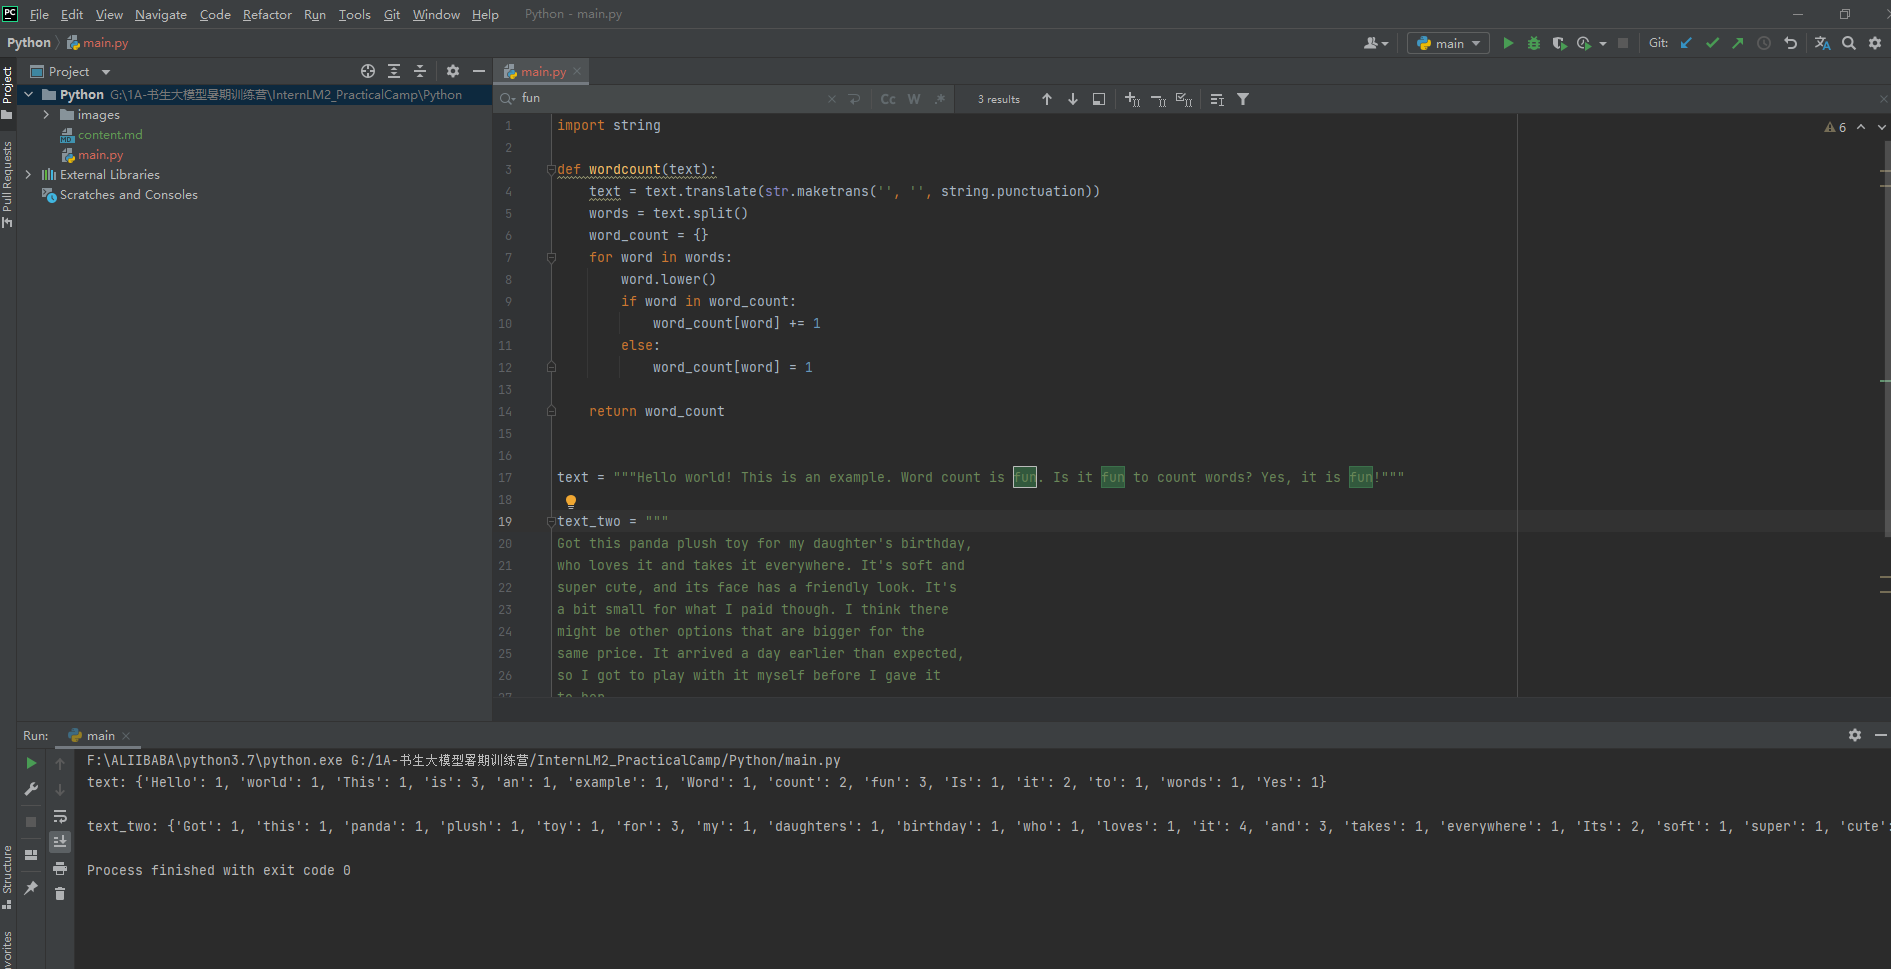 PC File Edit View Navigate Code Refactor Run Tools Git Window Help Python - main.py
Python main.py
main Git:
Project
Project
main.py
Python G:\1A-书生大模型暑期训练营\InternLM2_PracticalCamp\Python
fun Cc W .* 3 results
images
content.md
main.py
External Libraries
Scratches and Consoles
Pull Requests
6
1 import string
2
3 def wordcount(text):
4 text = text.translate(str.maketrans('', '', string.punctuation))
5 words = text.split()
6 word_count = {}
7 for word in words:
8 word.lower()
9 if word in word_count:
10 word_count[word] += 1
11 else:
12 word_count[word] = 1
13
14 return word_count
15
16
17 text = """Hello world! This is an example. Word count is fun. Is it fun to count words? Yes, it is fun!"""
18
19 text_two = """
20 Got this panda plush toy for my daughter's birthday,
21 who loves it and takes it everywhere. It's soft and
22 super cute, and its face has a friendly look. It's
23 a bit small for what I paid though. I think there
24 might be other options that are bigger for the
25 same price. It arrived a day earlier than expected,
26 so I got to play with it myself before I gave it
27 to her
Run: main
F:\ALIIBABA\python3.7\python.exe G:/1A-书生大模型暑期训练营/InternLM2_PracticalCamp/Python/main.py
text: {'Hello': 1, 'world': 1, 'This': 1, 'is': 3, 'an': 1, 'example': 1, 'Word': 1, 'count': 2, 'fun': 3, 'Is': 1, 'it': 2, 'to': 1, 'words': 1, 'Yes': 1}
text_two: {'Got': 1, 'this': 1, 'panda': 1, 'plush': 1, 'toy': 1, 'for': 3, 'my': 1, 'daughters': 1, 'birthday': 1, 'who': 1, 'loves': 1, 'it': 4, 'and': 3, 'takes': 1, 'everywhere': 1, 'Its': 2, 'soft': 1, 'super': 1, 'cute':
Process finished with exit code 0
Structure